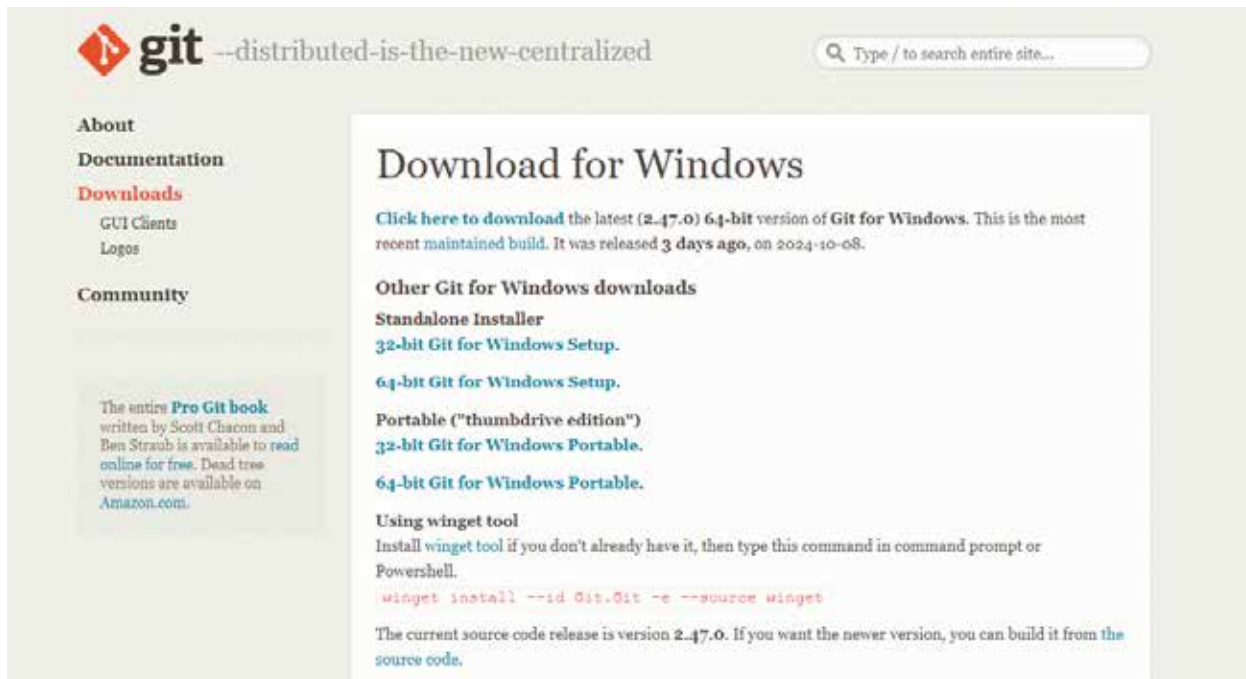 git --distributed-is-the-new-centralized
Type / to search entire site...
About
Documentation
Downloads
GUI Clients
Logos
Community
The entire Pro Git book
written by Scott Chacon and
Ben Straub is available to read
online for free. Dead tree
versions are available on
Amazon.com.
Download for Windows
Click here to download the latest (2.47.0) 64-bit version of Git for Windows. This is the most
recent maintained build. It was released 3 days ago, on 2024-10-08.
Other Git for Windows downloads
Standalone Installer
32-bit Git for Windows Setup.
64-bit Git for Windows Setup.
Portable ("thumbdrive edition")
32-bit Git for Windows Portable.
64-bit Git for Windows Portable.
Using winget tool
Install winget tool if you don't already have it, then type this command in command prompt or
Powershell.
winget install --id Git.Git -e --source winget
The current source code release is version 2.47.0. If you want the newer version, you can build it from the
source code.